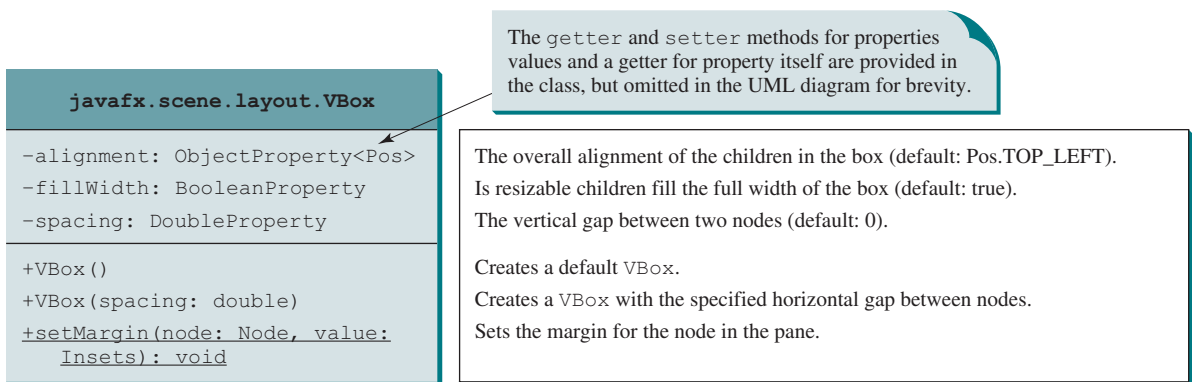 The getter and setter methods for properties
values and a getter for property itself are provided in
the class, but omitted in the UML diagram for brevity.
javafx.scene.layout.VBox
-alignment: ObjectProperty<Pos>
-fillWidth: BooleanProperty
-spacing: DoubleProperty
The overall alignment of the children in the box (default: Pos.TOP_LEFT).
Is resizable children fill the full width of the box (default: true).
The vertical gap between two nodes (default: 0).
+VBox()
+VBox(spacing: double)
+setMargin(node: Node, value:
Insets): void
Creates a default VBox.
Creates a VBox with the specified horizontal gap between nodes.
Sets the margin for the node in the pane.